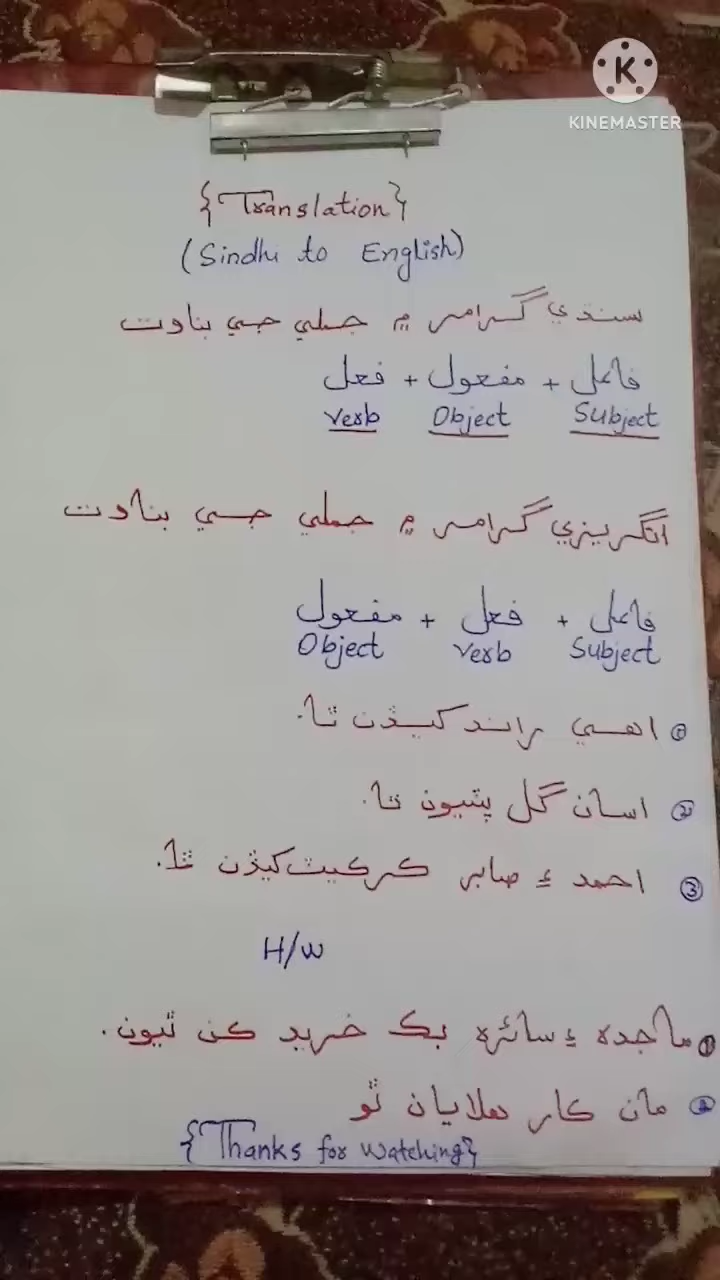 KINEMASTER
{Translation}
(Sindhi to English)
سنڌي گرامر ۾ جملي جي بناوت
فاعل + مفعول + فعل
Subject Object Verb
انگريزي گرامر ۾ جملي جي بناوت
فاعل + فعل + مفعول
Subject Verb Object
① اهي راند کيڏن ٿا.
② اسان گل پٽيون ٿا.
③ احمد ۽ صابر ڪرڪيٽ کيڏن ٿا.
H/W
① ماجده ۽ سائره بڪ خريد ڪن ٿيون.
② مان ڪار هلايان ٿو
{Thanks for watching}